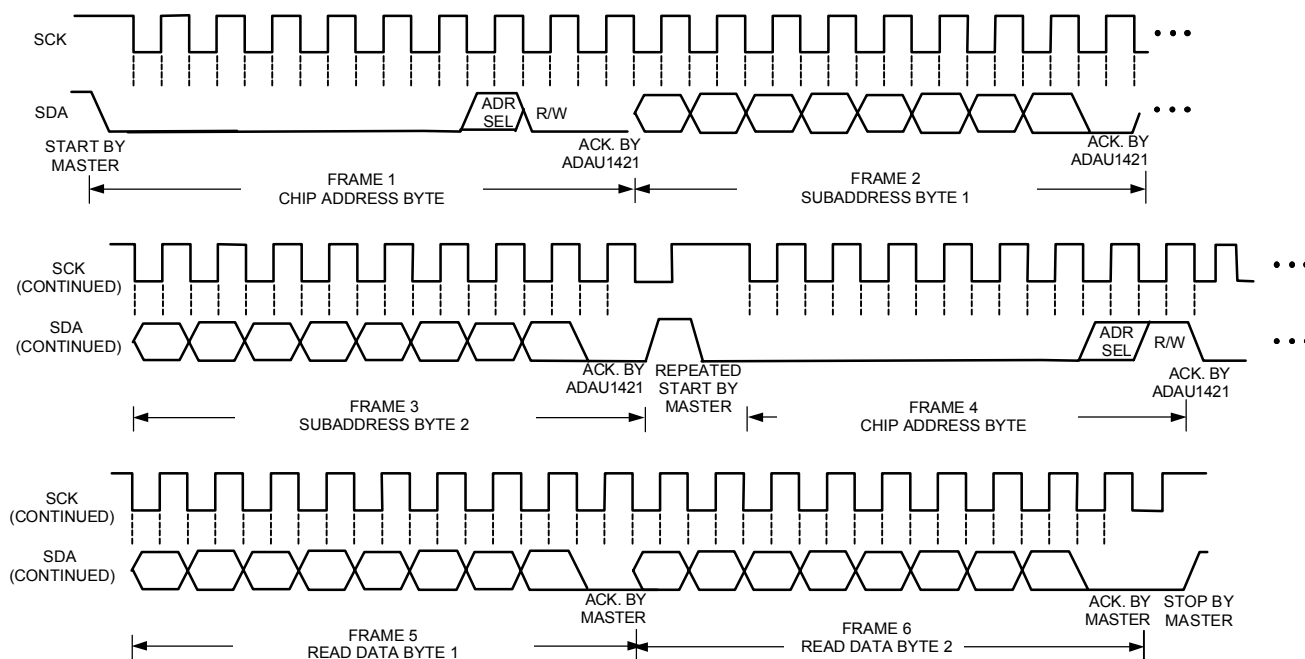 SCK
SDA
ADR
SEL
R/W
START BY
MASTER
ACK. BY
ADAU1421
ACK. BY
ADAU1421
FRAME 1
CHIP ADDRESS BYTE
FRAME 2
SUBADDRESS BYTE 1
SCK
(CONTINUED)
SDA
(CONTINUED)
ADR
SEL
R/W
ACK. BY
ADAU1421
REPEATED
START BY
MASTER
ACK. BY
ADAU1421
FRAME 3
SUBADDRESS BYTE 2
FRAME 4
CHIP ADDRESS BYTE
SCK
(CONTINUED)
SDA
(CONTINUED)
ACK. BY
MASTER
ACK. BY
MASTER
STOP BY
MASTER
FRAME 5
READ DATA BYTE 1
FRAME 6
READ DATA BYTE 2